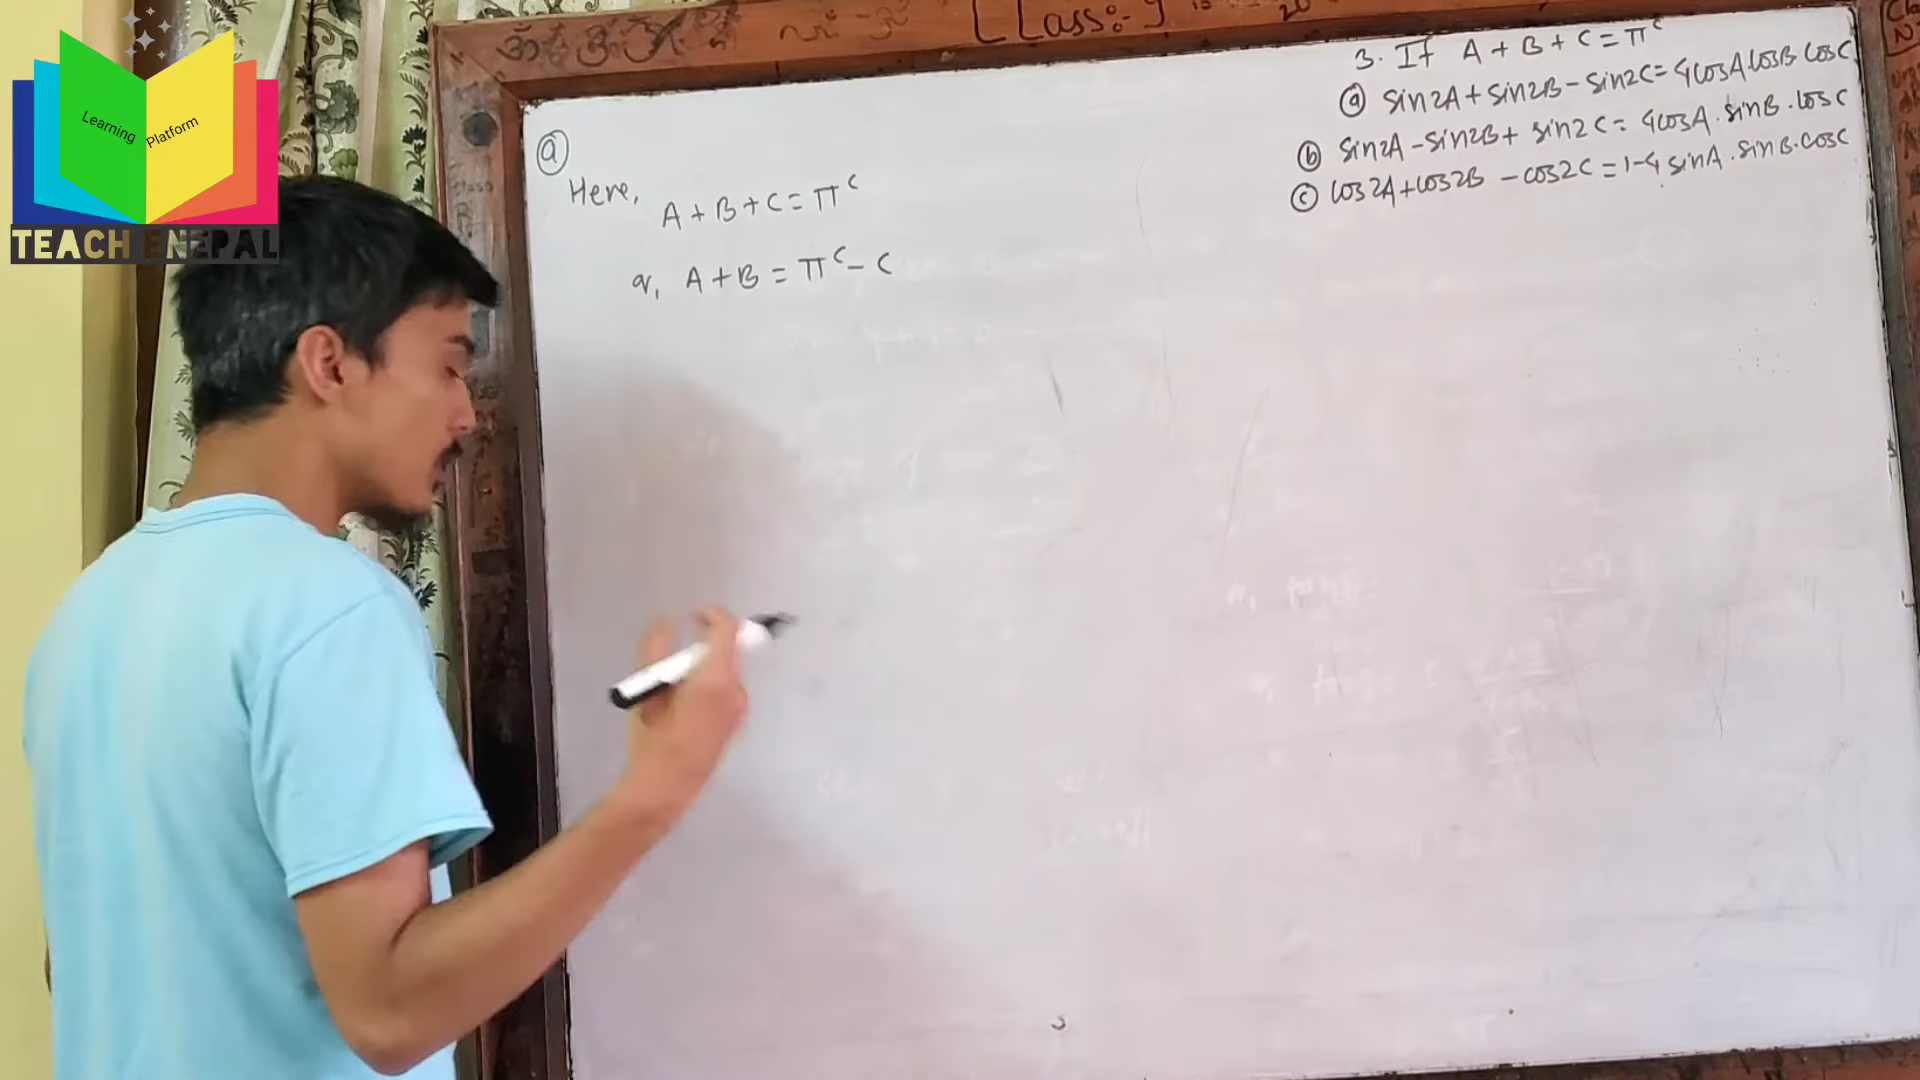 Learning Platform
TEACH ENEPAL
[Class:-9
3. If A + B + C = π^c
ⓐ sin2A + sin2B - sin2C = 4cosA.cosB.cosC
ⓑ sin2A - sin2B + sin2C = 4cosA.sinB.cosC
ⓒ cos2A + cos2B - cos2C = 1-4 sinA.sinB.cosC
ⓐ
Here,
A + B + C = π^c
or, A + B = π^c - C